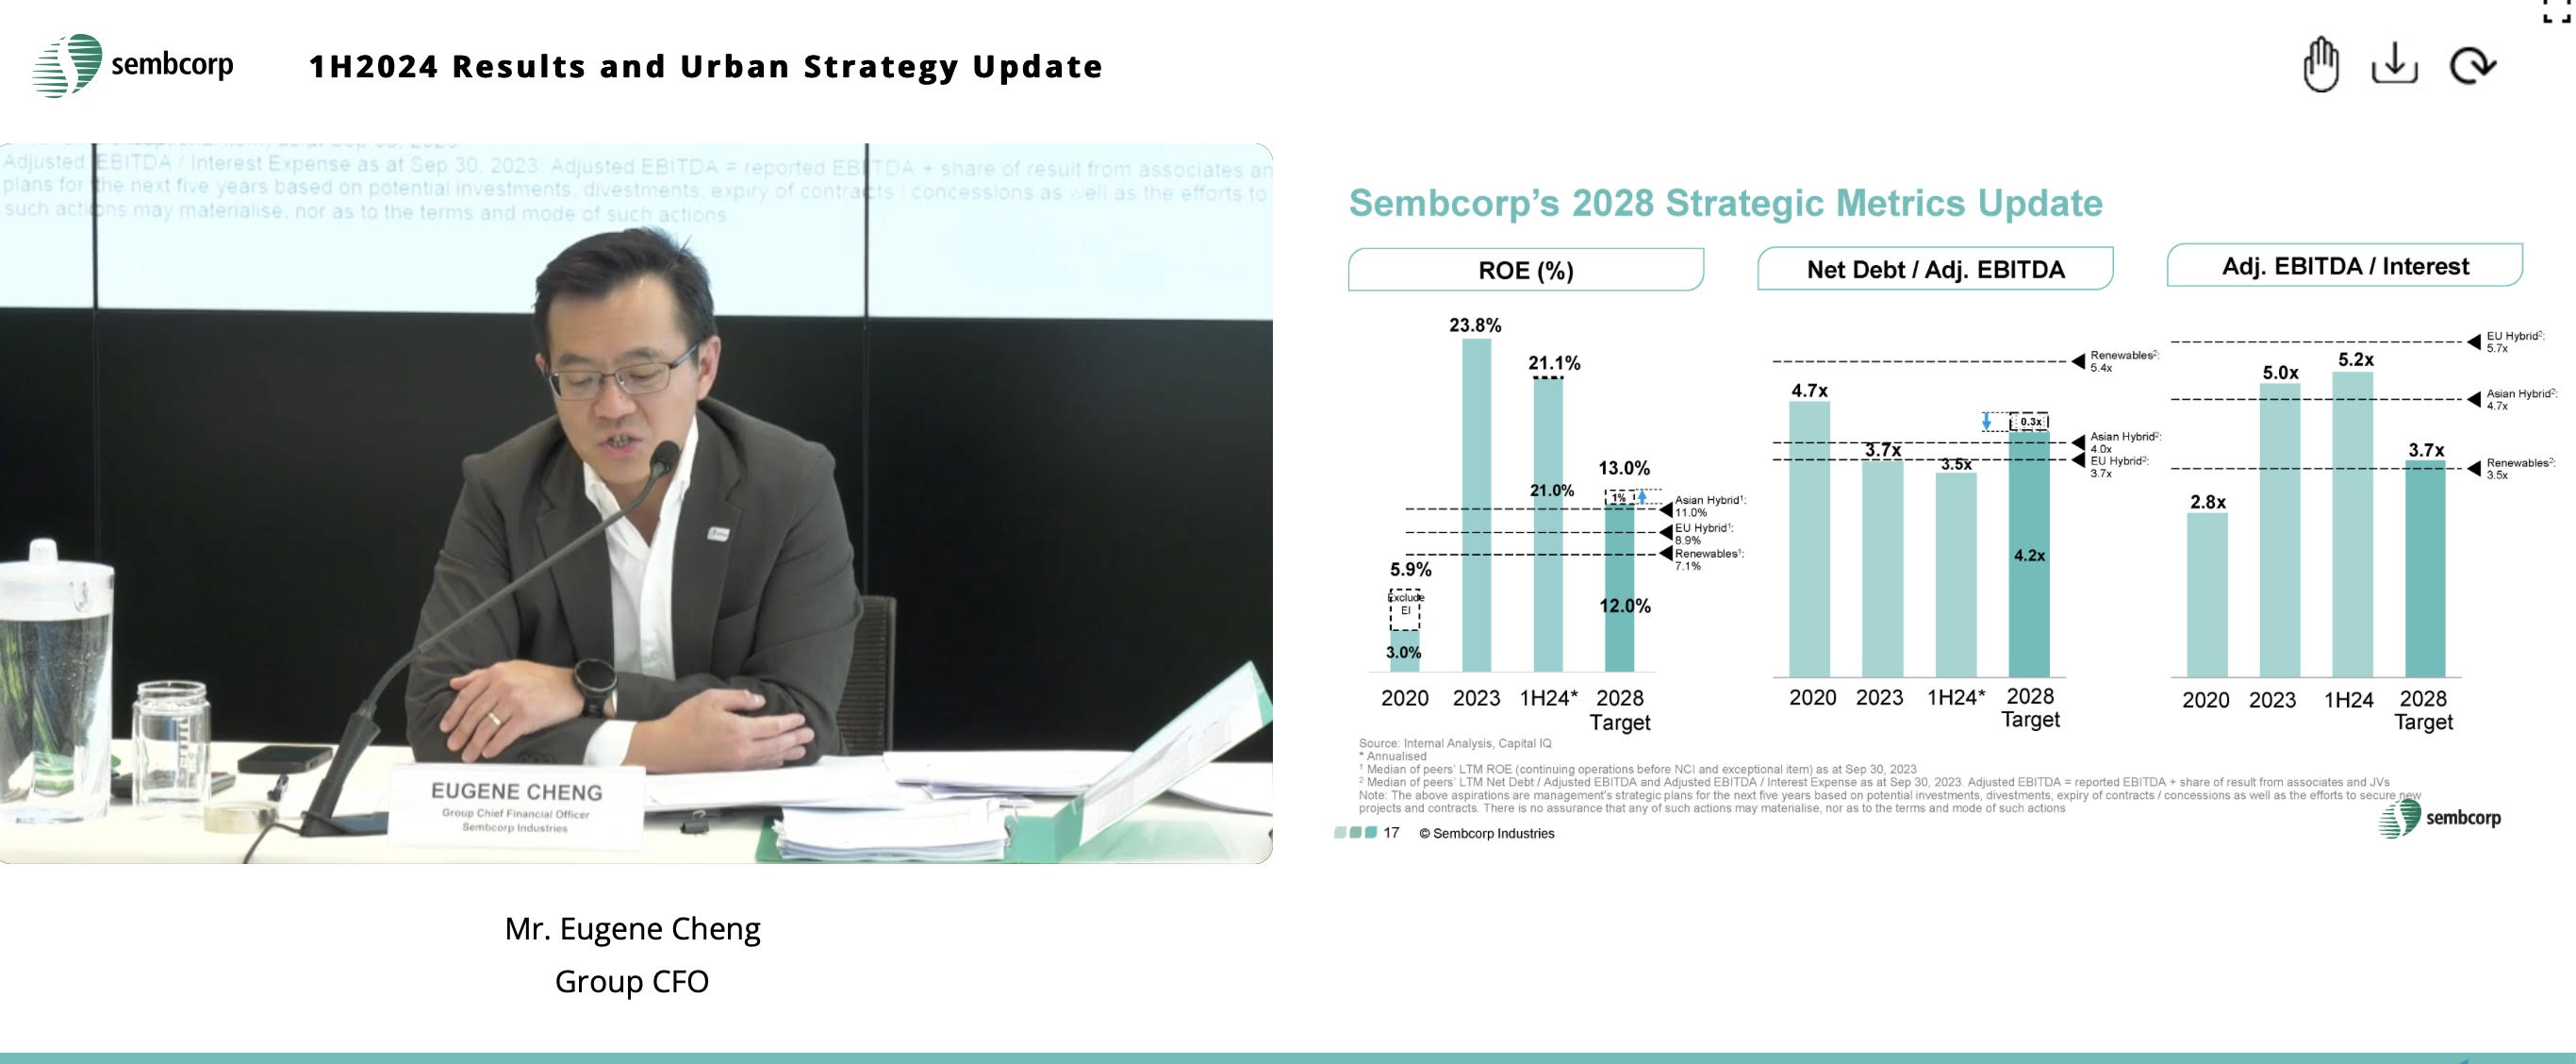 sembcorp
1H2024 Results and Urban Strategy Update
Adjusted EBITDA / Interest Expense as at Sep 30, 2023. Adjusted EBITDA = reported EBITDA + share of result from associates an
plans for the next five years based on potential investments, divestments, expiry of contracts / concessions as well as the efforts to
such actions may materialise, nor as to the terms and mode of such actions
EUGENE CHENG
Group Chief Financial Officer
Sembcorp Industries
Mr. Eugene Cheng
Group CFO
Sembcorp's 2028 Strategic Metrics Update
ROE (%)
23.8%
21.1%
13.0%
21.0%
1%
Asian Hybrid¹:
11.0%
EU Hybrid¹:
8.9%
Renewables¹:
7.1%
5.9%
Exclude
EI
12.0%
3.0%
2020 2023 1H24* 2028
Target
Net Debt / Adj. EBITDA
Renewables²:
5.4x
4.7x
0.3x
Asian Hybrid²:
4.0x
EU Hybrid²:
3.7x
3.7x
3.5x
4.2x
2020 2023 1H24* 2028
Target
Adj. EBITDA / Interest
EU Hybrid²:
5.7x
5.2x
5.0x
Asian Hybrid²:
4.7x
3.7x
Renewables²:
3.5x
2.8x
2020 2023 1H24 2028
Target
Source: Internal Analysis, Capital IQ
* Annualised
¹ Median of peers' LTM ROE (continuing operations before NCI and exceptional item) as at Sep 30, 2023
² Median of peers' LTM Net Debt / Adjusted EBITDA and Adjusted EBITDA / Interest Expense as at Sep 30, 2023. Adjusted EBITDA = reported EBITDA + share of result from associates and JVs
Note: The above aspirations are management's strategic plans for the next five years based on potential investments, divestments, expiry of contracts / concessions as well as the efforts to secure new
projects and contracts. There is no assurance that any of such actions may materialise, nor as to the terms and mode of such actions
17 © Sembcorp Industries
sembcorp